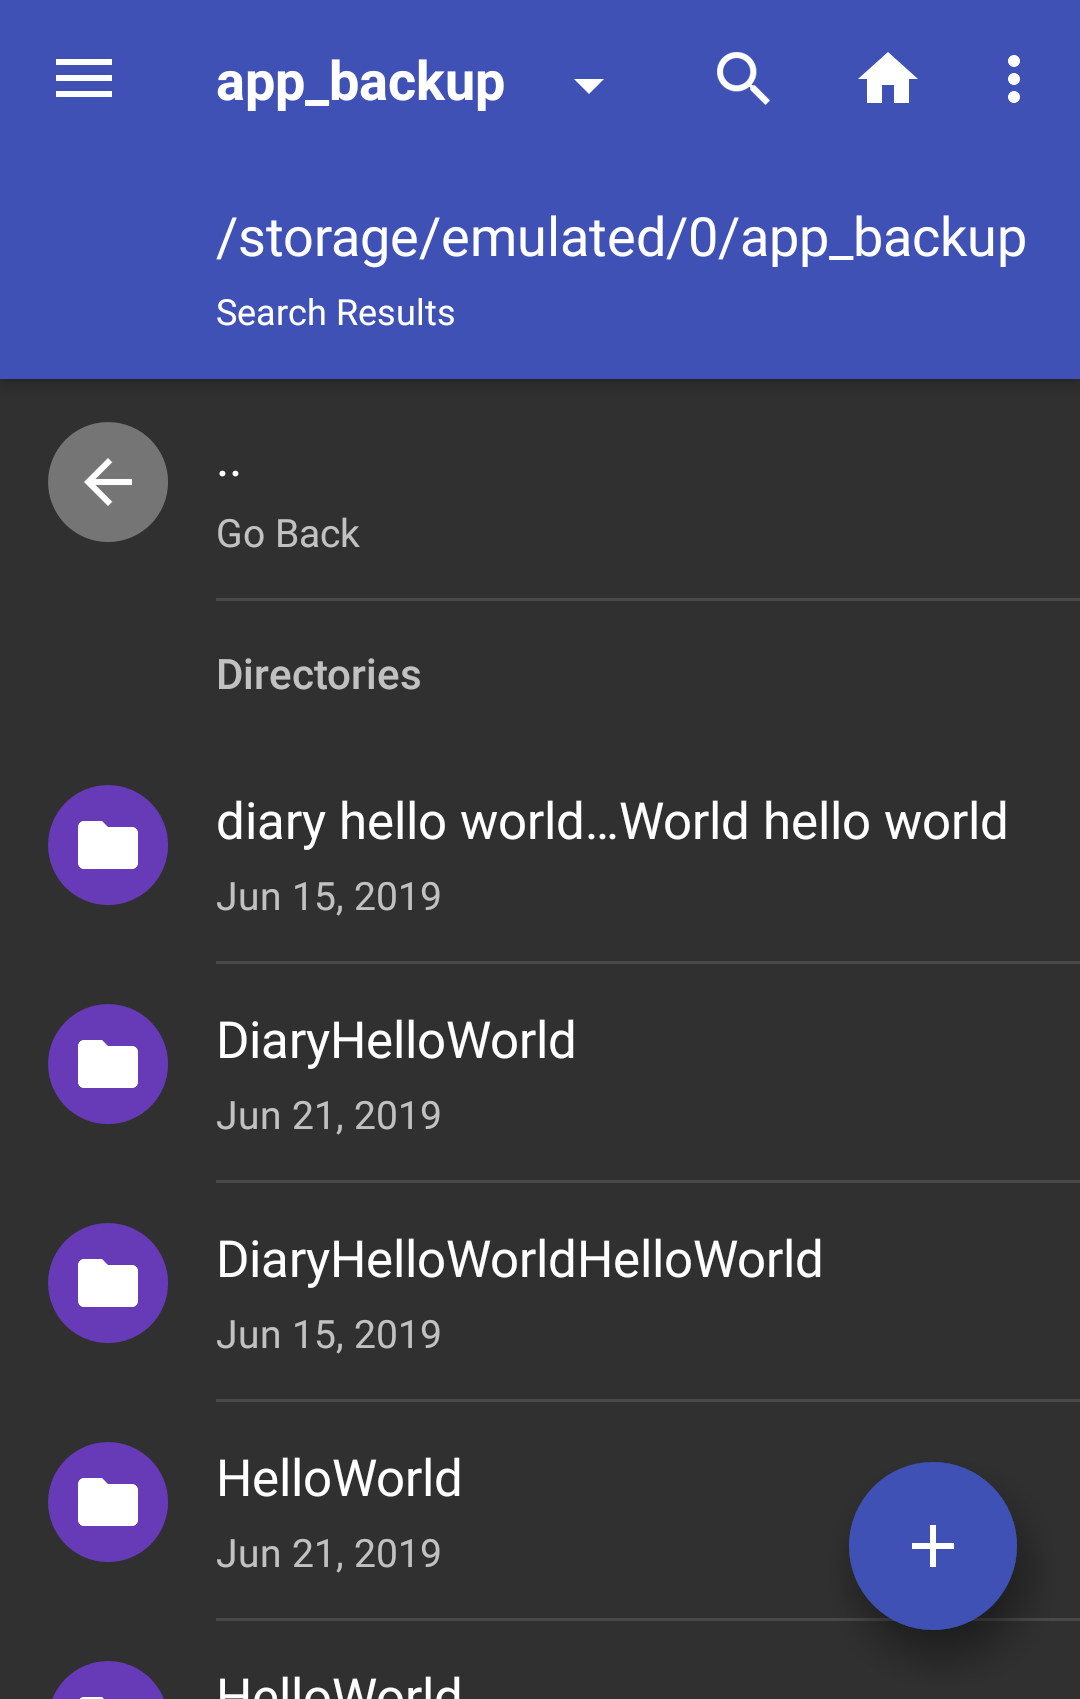 app_backup
/storage/emulated/0/app_backup
Search Results
..
Go Back
Directories
diary hello world...World hello world
Jun 15, 2019
DiaryHelloWorld
Jun 21, 2019
DiaryHelloWorldHelloWorld
Jun 15, 2019
HelloWorld
Jun 21, 2019
HelloWorld